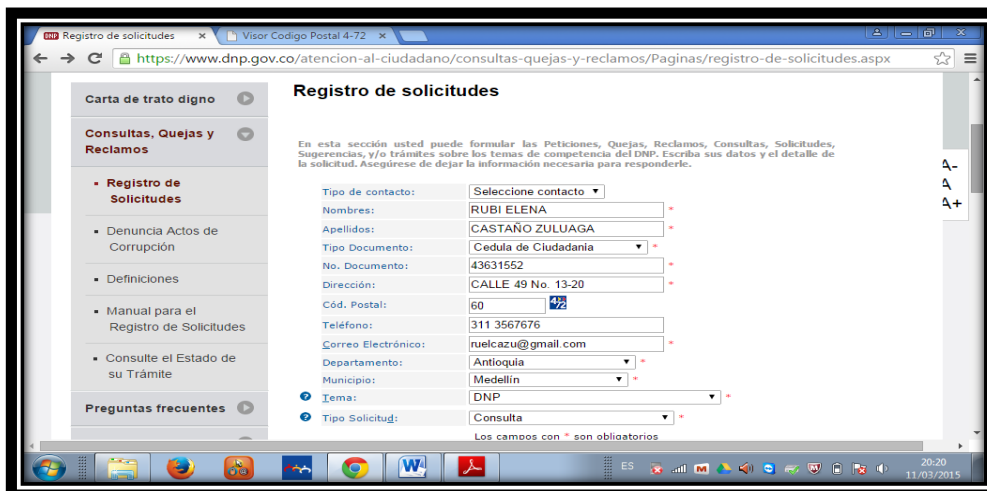 DNP Registro de solicitudes x
Visor Codigo Postal 4-72 x
https://www.dnp.gov.co/atencion-al-ciudadano/consultas-quejas-y-reclamos/Paginas/registro-de-solicitudes.aspx
Carta de trato digno
Consultas, Quejas y
Reclamos
Registro de
Solicitudes
Denuncia Actos de
Corrupción
Definiciones
Manual para el
Registro de Solicitudes
Consulte el Estado de
su Trámite
Preguntas frecuentes
Registro de solicitudes
En esta sección usted puede formular las Peticiones, Quejas, Reclamos, Consultas, Solicitudes,
Sugerencias, y/o trámites sobre los temas de competencia del DNP. Escriba sus datos y el detalle de
la solicitud. Asegúrese de dejar la información necesaria para responderle.
Tipo de contacto: Seleccione contacto
Nombres: RUBI ELENA *
Apellidos: CASTAÑO ZULUAGA *
Tipo Documento: Cedula de Ciudadania *
No. Documento: 43631552 *
Dirección: CALLE 49 No. 13-20 *
Cód. Postal: 60 4-72
Teléfono: 311 3567676
Correo Electrónico: ruelcazu@gmail.com *
Departamento: Antioquia *
Municipio: Medellín *
Tema: DNP *
Tipo Solicitud: Consulta *
Los campos con * son obligatorios
A-
A
A+
ES
20:20
11/03/2015